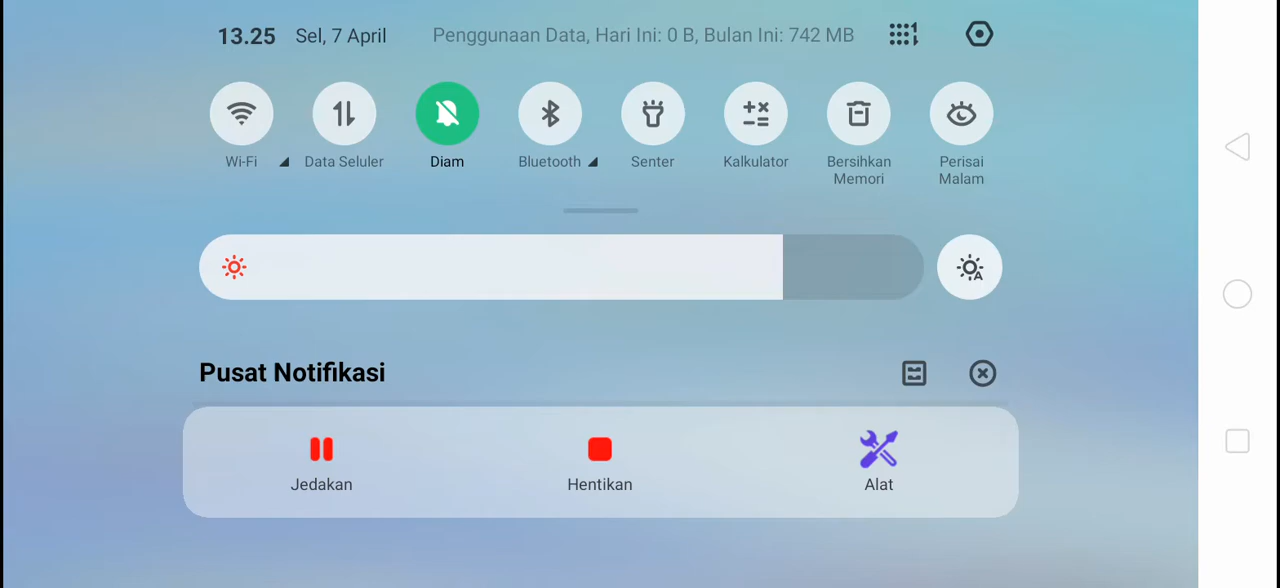 13.25 Sel, 7 April Penggunaan Data, Hari Ini: 0 B, Bulan Ini: 742 MB
Wi-Fi Data Seluler Diam Bluetooth Senter Kalkulator Bersihkan Perisai
Memori Malam
Pusat Notifikasi
Jedakan Hentikan Alat